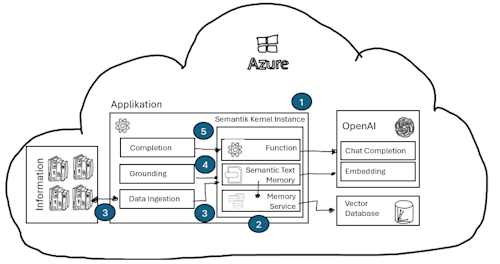 Azure
Applikation
1
Semantik Kernel Instance
5
Completion
Function
OpenAI
Chat Completion
4
Grounding
Semantic Text
Memory
Embedding
Information
3
Data Ingestion
3
Memory
Service
2
Vector
Database